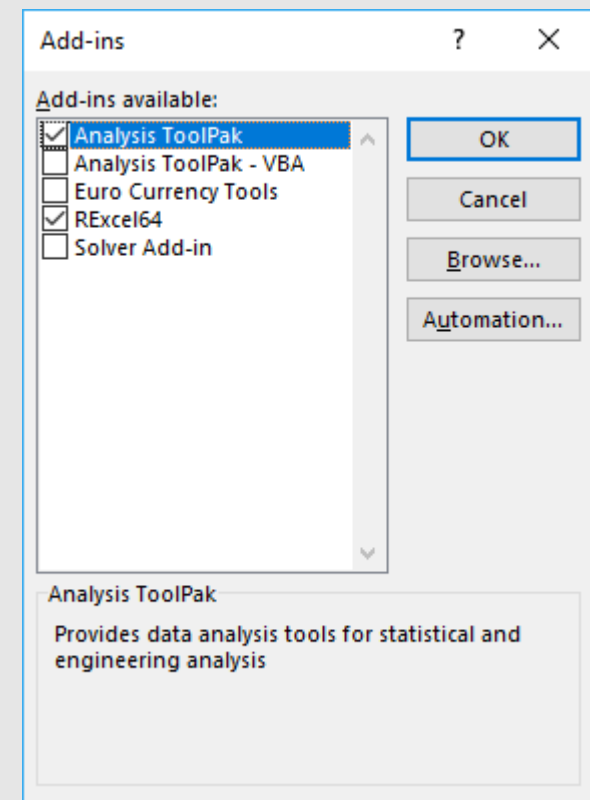 Add-ins ?
Add-ins available:
Analysis ToolPak
Analysis ToolPak - VBA
Euro Currency Tools
RExcel64
Solver Add-in
OK
Cancel
Browse...
Automation...
Analysis ToolPak
Provides data analysis tools for statistical and
engineering analysis